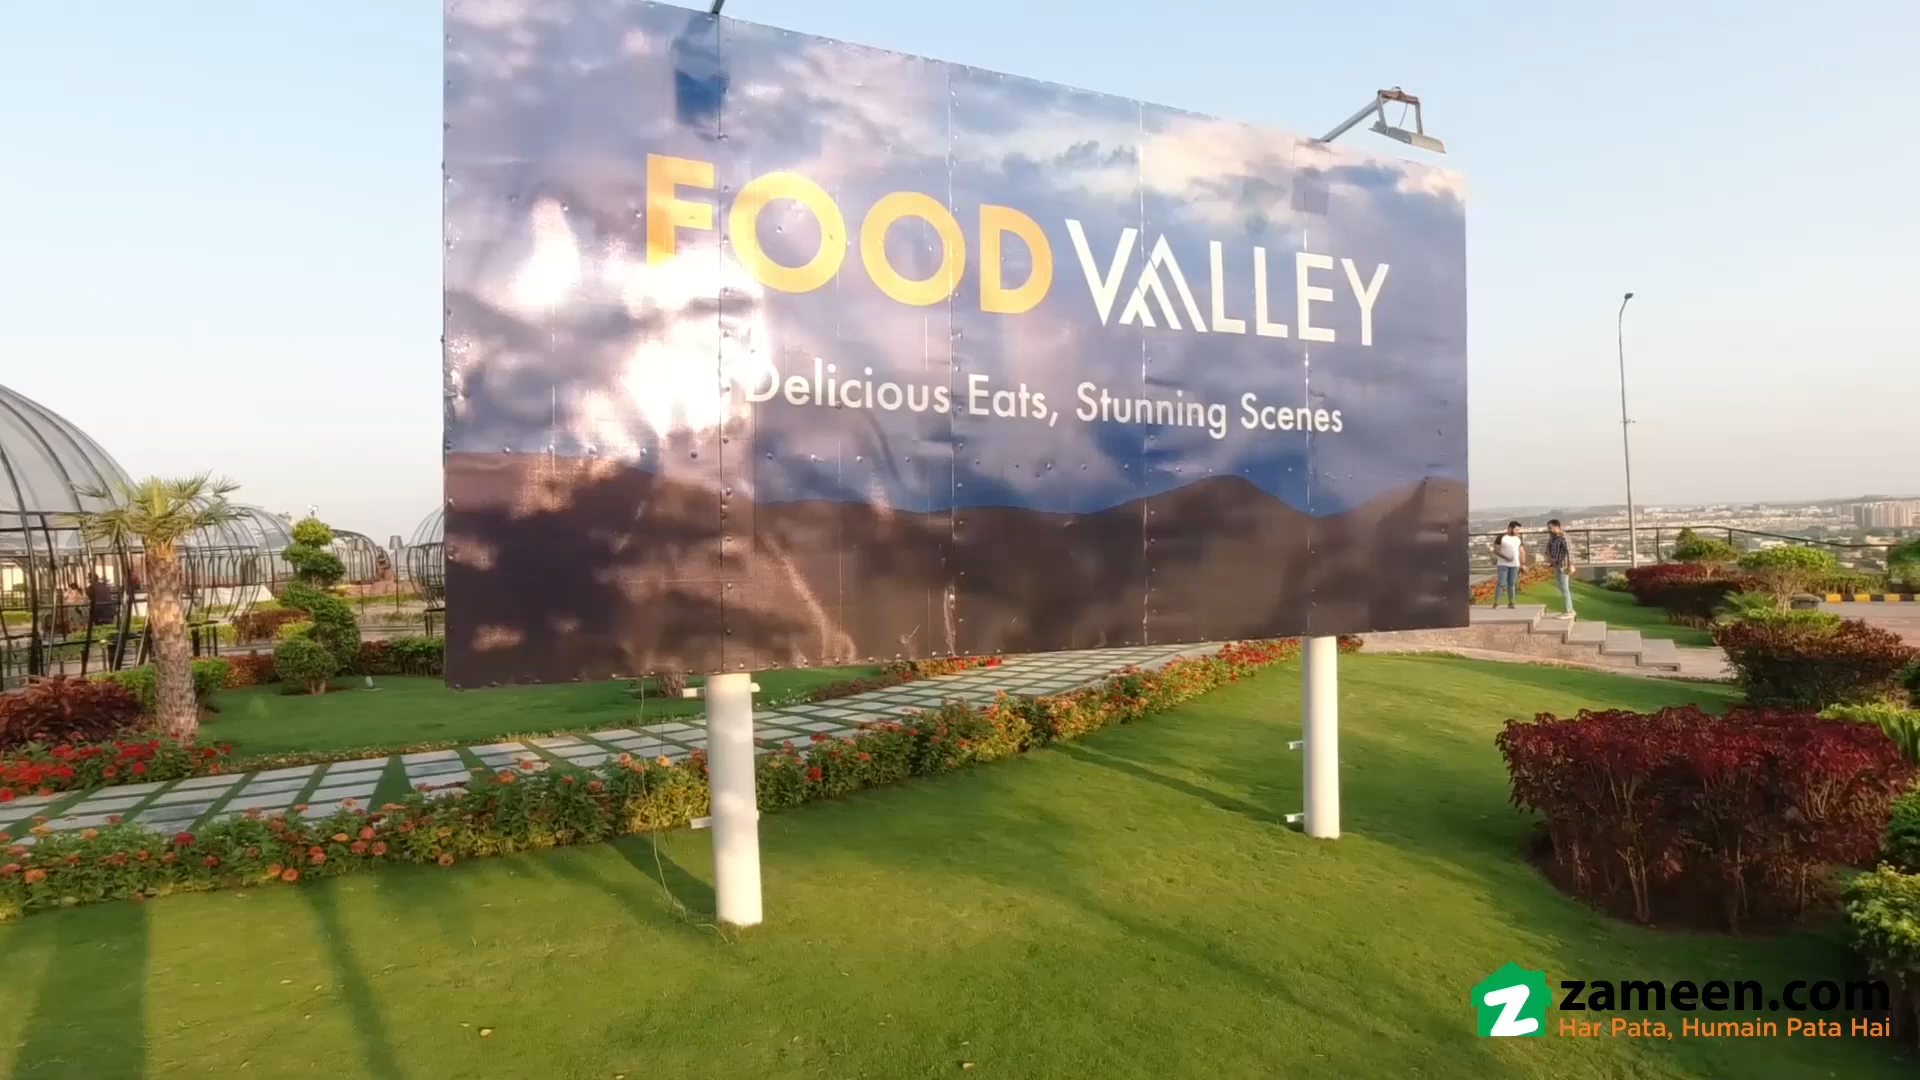 FOOD VALLEY
Delicious Eats, Stunning Scenes
zameen.com
Har Pata, Humain Pata Hai